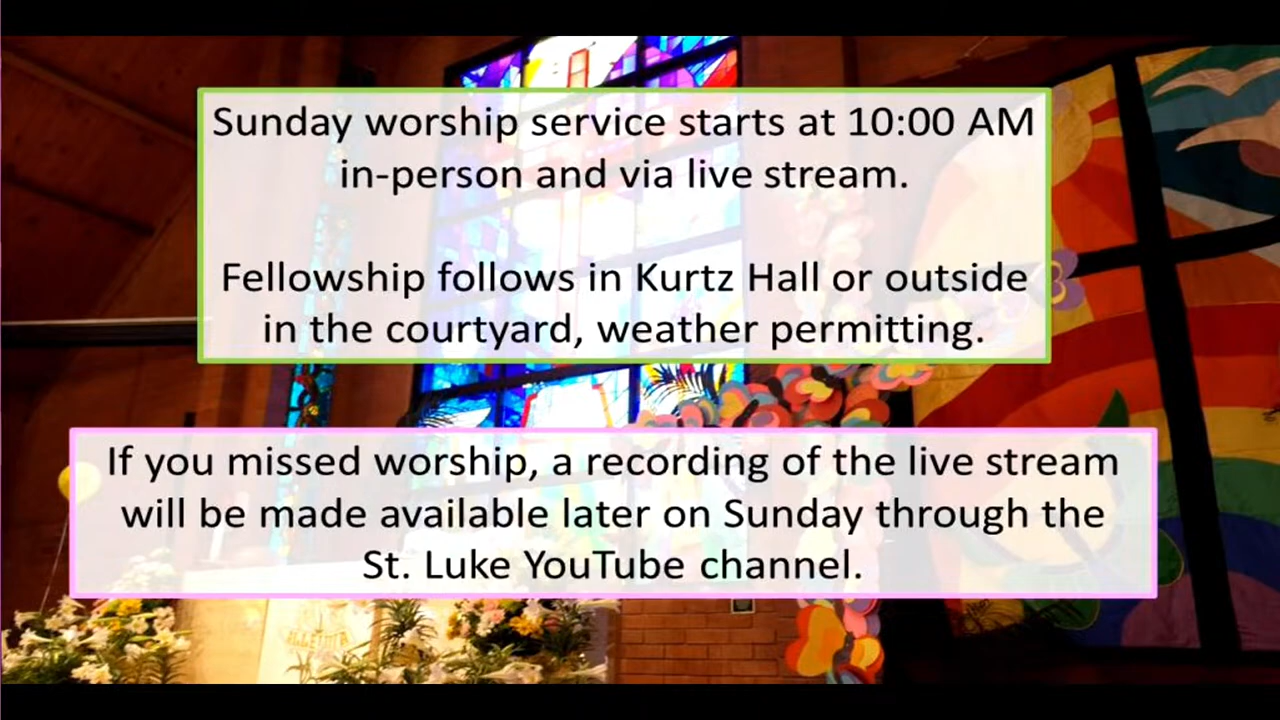 Sunday worship service starts at 10:00 AM
in-person and via live stream.
Fellowship follows in Kurtz Hall or outside
in the courtyard, weather permitting.
If you missed worship, a recording of the live stream
will be made available later on Sunday through the
St. Luke YouTube channel.